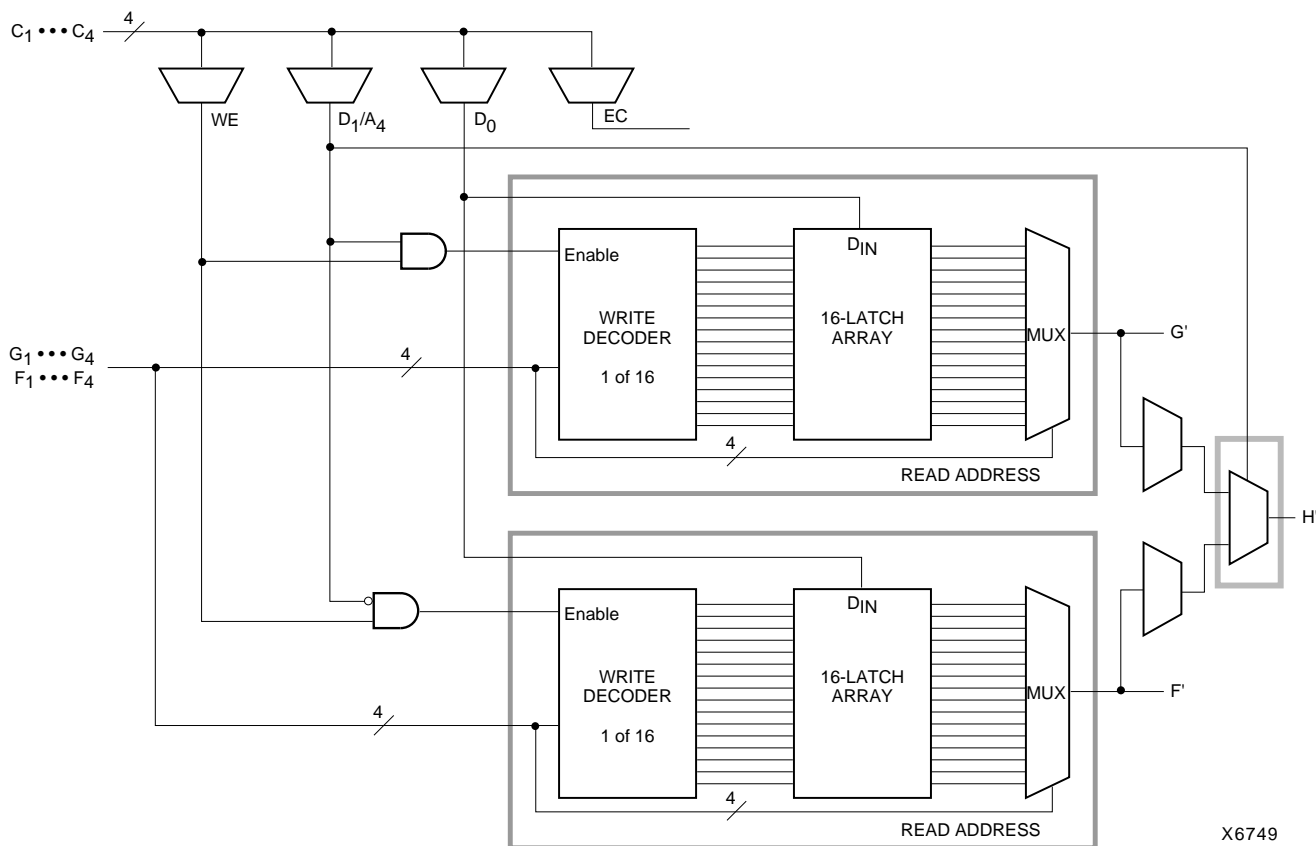 C1 ••• C4
4
WE
D1/A4
D0
EC
Enable
WRITE
DECODER
1 of 16
DIN
16-LATCH
ARRAY
MUX
G'
G1 ••• G4
F1 ••• F4
4
4
READ ADDRESS
H'
Enable
WRITE
DECODER
1 of 16
DIN
16-LATCH
ARRAY
MUX
F'
4
4
READ ADDRESS
X6749